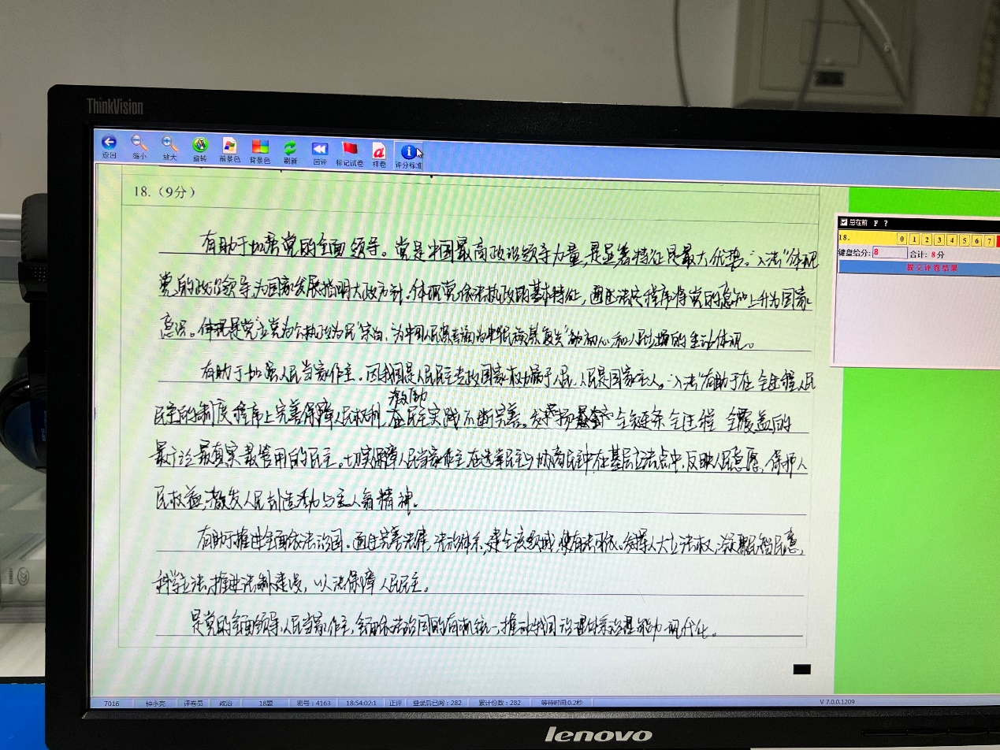 ThinkVision
返回 缩小 放大 旋转 前景色 背景色 刷新 回评 标记试卷 样卷 评分标准
18.（9分）
有助于加强党的全面领导。党是中国最高政治领导力量，是显著特征是最大优势。"入法"体现
党的政治领导，为国家发展指明大政方针。体现党依法执政的基本特征，通过法定程序将党的意知上升为国家
意识。体现是党"立党为公执政为民"宗旨，为中国人民谋幸福为中华民族谋复兴"的初心和人民立场的生动体现。
有助于加强人民当家作主。因我国是人民民主专政国家权力属于人民，人民是国家主人。"入法"有助于在全过程人民
激励
民主的制度程序上完善保障人民权利，在民主实践不断完善。发扬 全链条全过程 全覆盖的
最广泛最真实最管用的民主。切实保障人民当家作主，在选举民主与协商民主中在基层立法点中，反映人民意愿，保护人
民权益，激发人民创造活力与主人翁精神。
有助于推进全面依法治国。通过完善法律，法治体系，建全 使有法可依。发挥人大立法权，凝聚民智民意，
科学立法，推进法制建设，以法保障人民民主。
是党的全面领导，人民当家作主，全面依法治国的有机统一，推动我国治理体系治理能力现代化。
总在前 F ?
18. 0 1 2 3 4 5 6 7
键盘给分: 8 合计: 8分
提交评卷结果
7016 钟永亮 评卷员 政治 18题 密号：4163 18:54:02:1 正评 登录后已阅：282 累计份数：282 等待时间:0.2秒 V 7.0.0.1209
lenovo